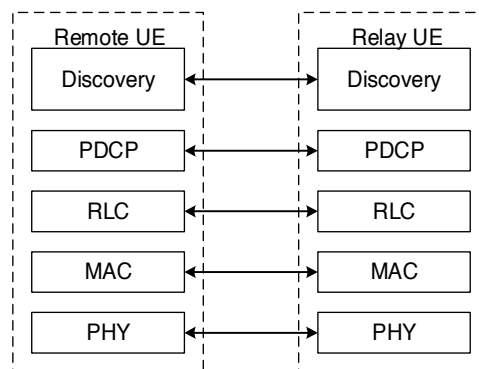 Remote UE
Relay UE
Discovery
Discovery
PDCP
PDCP
RLC
RLC
MAC
MAC
PHY
PHY